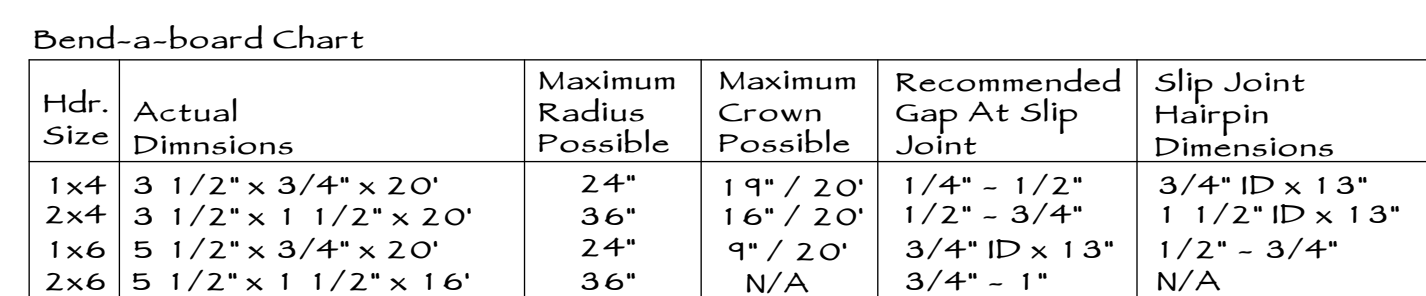 Bend-a-board Chart
Hdr. Size | Actual Dimnsions | Maximum Radius Possible | Maximum Crown Possible | Recommended Gap At Slip Joint | Slip Joint Hairpin Dimensions
1x4 | 3 1/2" x 3/4" x 20' | 24" | 19" / 20' | 1/4" - 1/2" | 3/4" ID x 13"
2x4 | 3 1/2" x 1 1/2" x 20' | 36" | 16" / 20' | 1/2" - 3/4" | 1 1/2" ID x 13"
1x6 | 5 1/2" x 3/4" x 20' | 24" | 9" / 20' | 3/4" ID x 13" | 1/2" - 3/4"
2x6 | 5 1/2" x 1 1/2" x 16' | 36" | N/A | 3/4" - 1" | N/A